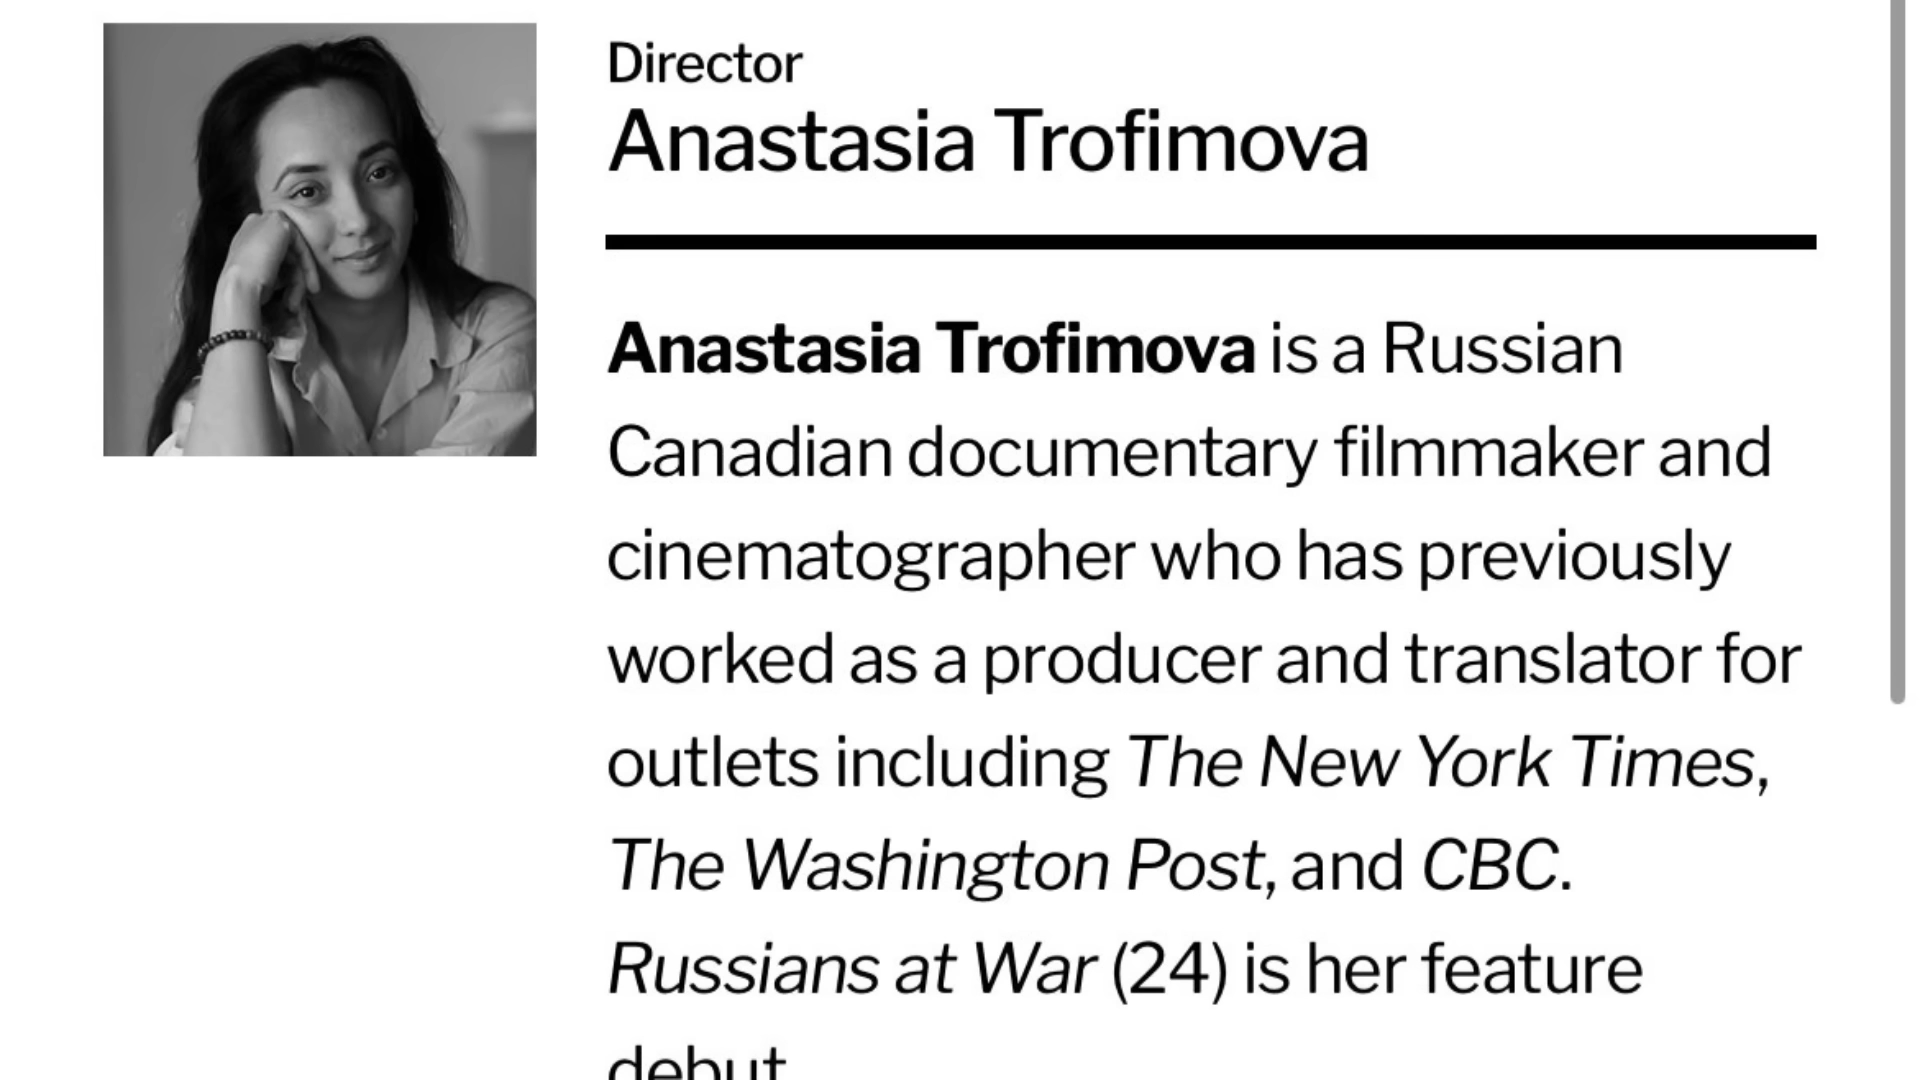 Director
Anastasia Trofimova
Anastasia Trofimova is a Russian
Canadian documentary filmmaker and
cinematographer who has previously
worked as a producer and translator for
outlets including The New York Times,
The Washington Post, and CBC.
Russians at War (24) is her feature
debut.